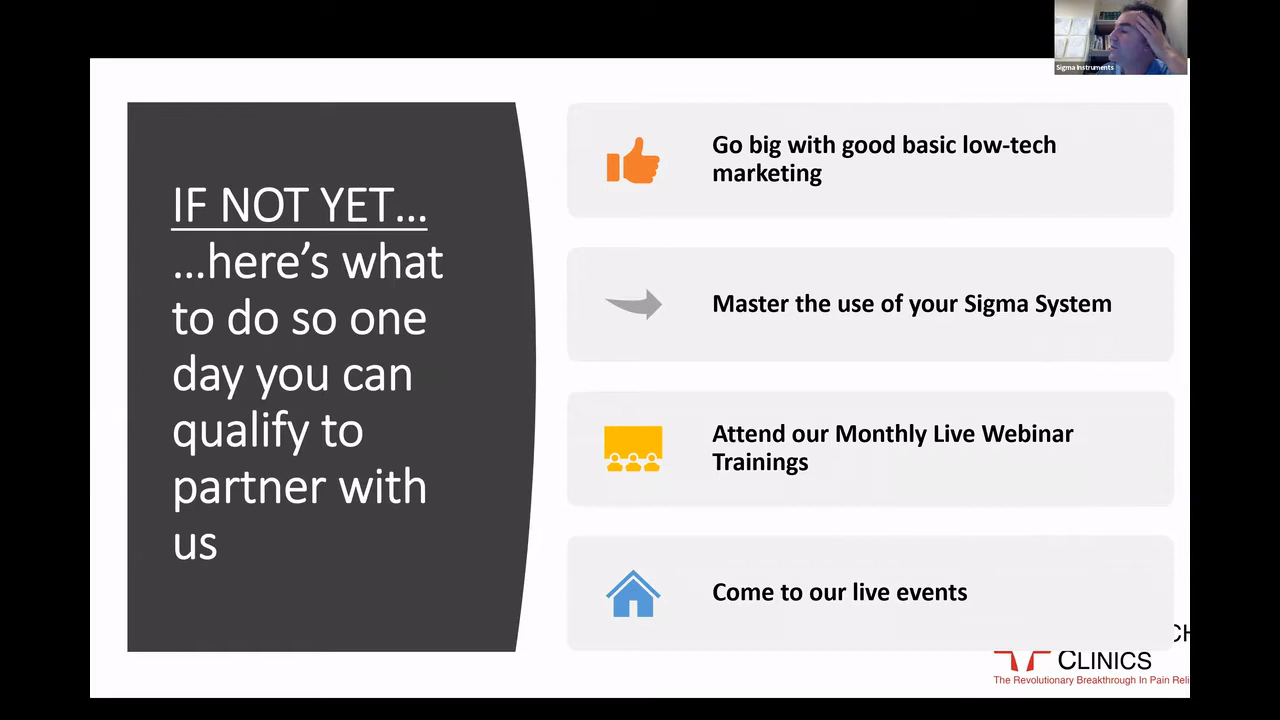 Sigma Instruments
IF NOT YET...
...here’s what
to do so one
day you can
qualify to
partner with
us
Go big with good basic low-tech
marketing
Master the use of your Sigma System
Attend our Monthly Live Webinar
Trainings
Come to our live events
CH
CLINICS
The Revolutionary Breakthrough In Pain Reli